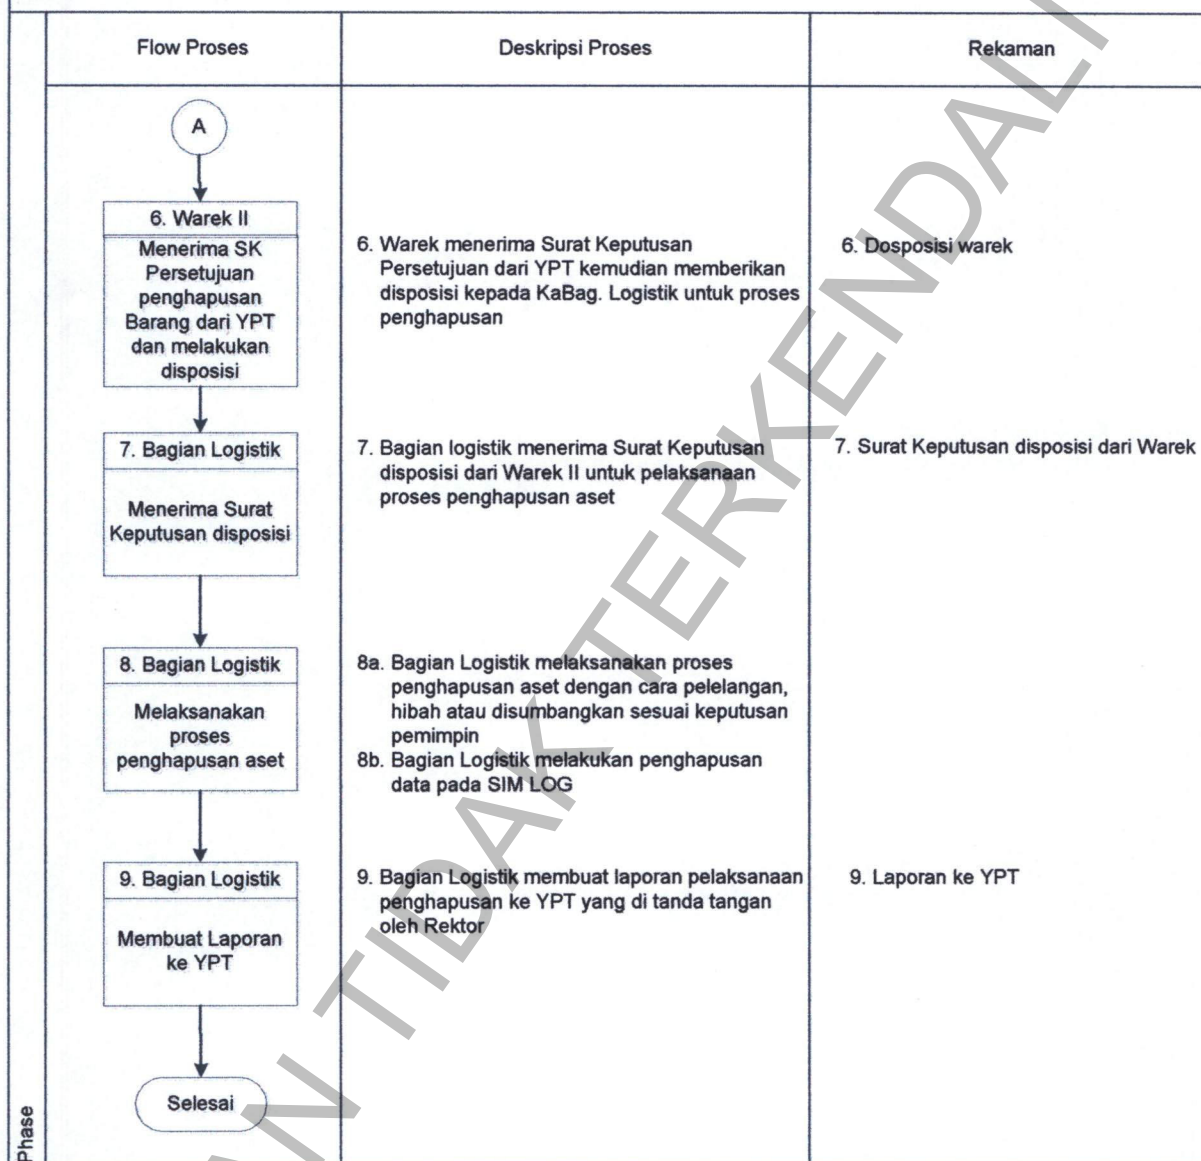 Flow Proses
Deskripsi Proses
Rekaman
A
6. Warek II
Menerima SK
Persetujuan
penghapusan
Barang dari YPT
dan melakukan
disposisi
6. Warek menerima Surat Keputusan
Persetujuan dari YPT kemudian memberikan
disposisi kepada KaBag. Logistik untuk proses
penghapusan
6. Dosposisi warek
7. Bagian Logistik
Menerima Surat
Keputusan disposisi
7. Bagian logistik menerima Surat Keputusan
disposisi dari Warek II untuk pelaksanaan
proses penghapusan aset
7. Surat Keputusan disposisi dari Warek
8. Bagian Logistik
Melaksanakan
proses
penghapusan aset
8a. Bagian Logistik melaksanakan proses
penghapusan aset dengan cara pelelangan,
hibah atau disumbangkan sesuai keputusan
pemimpin
8b. Bagian Logistik melakukan penghapusan
data pada SIM LOG
9. Bagian Logistik
Membuat Laporan
ke YPT
9. Bagian Logistik membuat laporan pelaksanaan
penghapusan ke YPT yang di tanda tangan
oleh Rektor
9. Laporan ke YPT
Selesai
Phase
AN TIDAK TERKENDALI